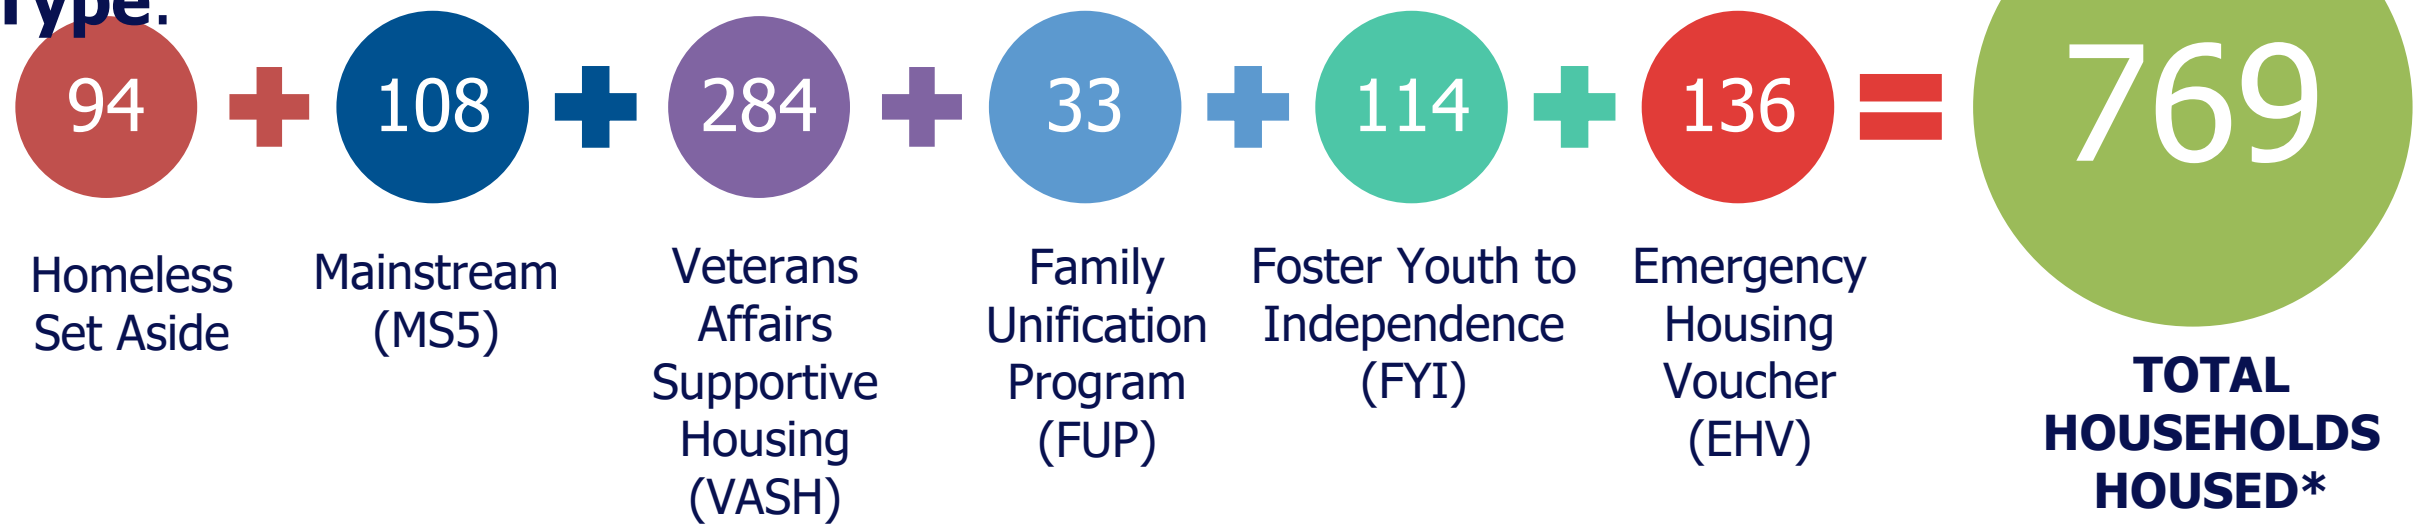 Type:
94 + 108 + 284 + 33 + 114 + 136 = 769
Homeless
Set Aside
Mainstream
(MS5)
Veterans
Affairs
Supportive
Housing
(VASH)
Family
Unification
Program
(FUP)
Foster Youth to
Independence
(FYI)
Emergency
Housing
Voucher
(EHV)
TOTAL
HOUSEHOLDS
HOUSED*